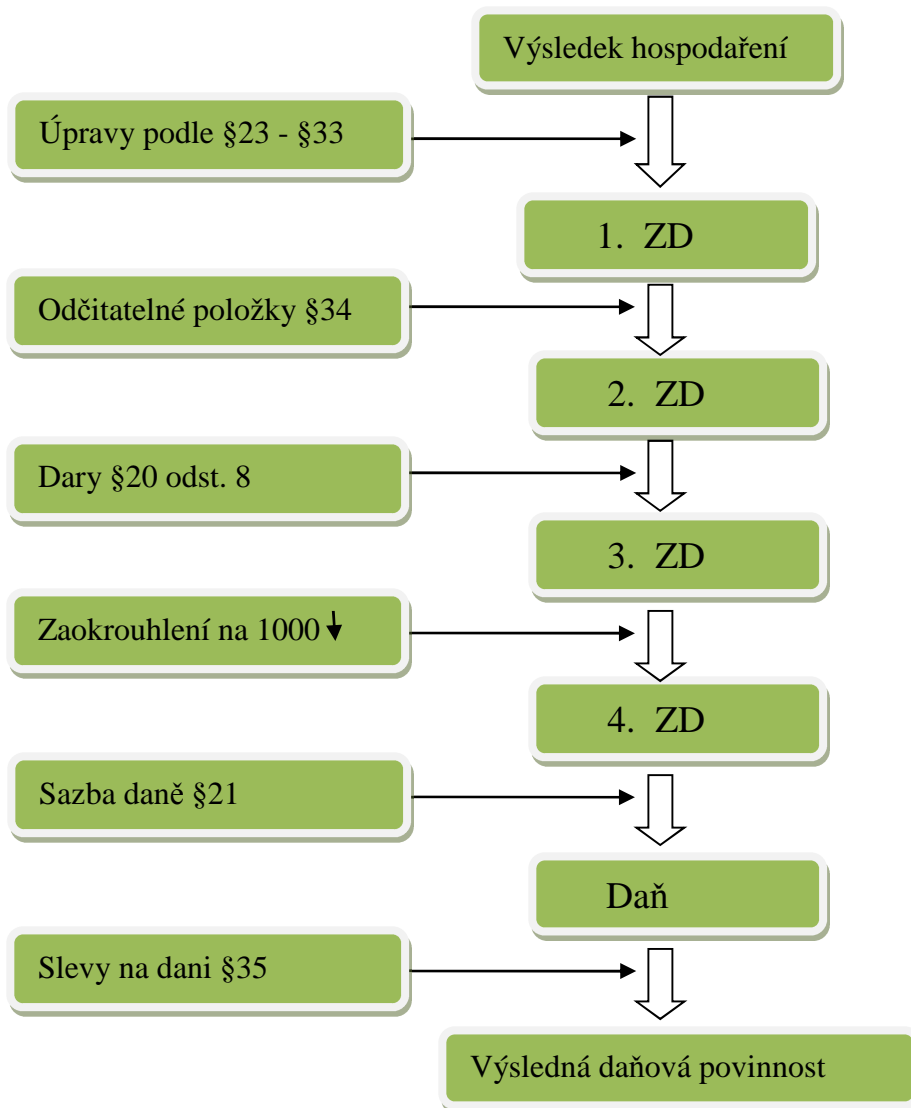 Výsledek hospodaření
Úpravy podle §23 - §33
1. ZD
Odčitatelné položky §34
2. ZD
Dary §20 odst. 8
3. ZD
Zaokrouhlení na 1000
4. ZD
Sazba daně §21
Daň
Slevy na dani §35
Výsledná daňová povinnost